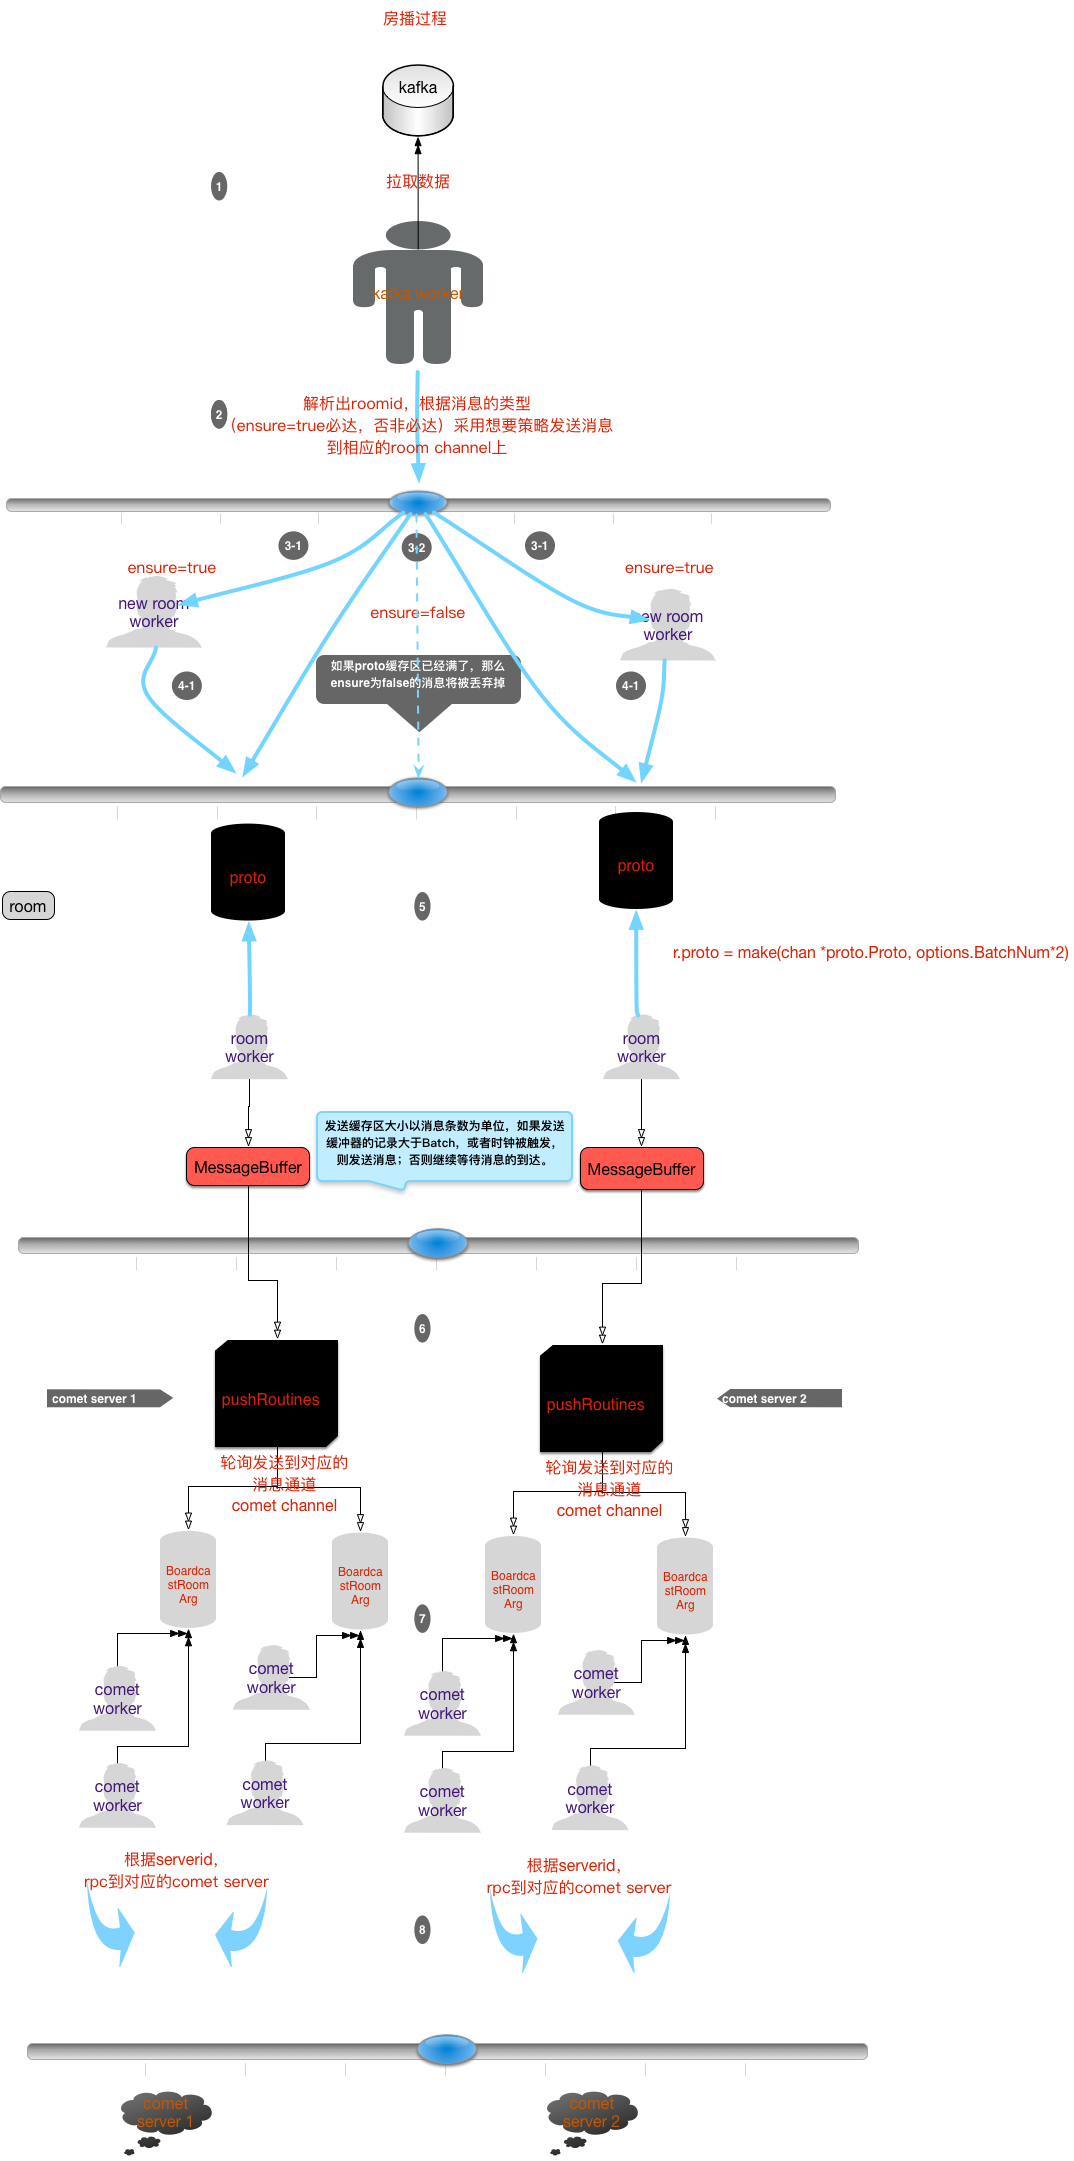 房播过程
kafka
1
拉取数据
kafka worker
2
解析出roomid，根据消息的类型
（ensure=true必达，否非必达）采用想要策略发送消息
到相应的room channel上
3-1
3-2
3-1
ensure=true
ensure=true
new room
worker
new room
worker
ensure=false
如果proto缓存区已经满了，那么
ensure为false的消息将被丢弃掉
4-1
4-1
proto
proto
room
5
r.proto = make(chan *proto.Proto, options.BatchNum*2)
room
worker
room
worker
发送缓存区大小以消息条数为单位，如果发送
缓冲器的记录大于Batch，或者时钟被触发，
则发送消息；否则继续等待消息的到达。
MessageBuffer
MessageBuffer
6
comet server 1
pushRoutines
pushRoutines
comet server 2
轮询发送到对应的
消息通道
comet channel
轮询发送到对应的
消息通道
comet channel
Boardca
stRoom
Arg
Boardca
stRoom
Arg
Boardca
stRoom
Arg
Boardca
stRoom
Arg
7
comet
worker
comet
worker
comet
worker
comet
worker
comet
worker
comet
worker
comet
worker
comet
worker
根据serverid，
rpc到对应的comet server
根据serverid，
rpc到对应的comet server
8
comet
server 1
comet
server 2